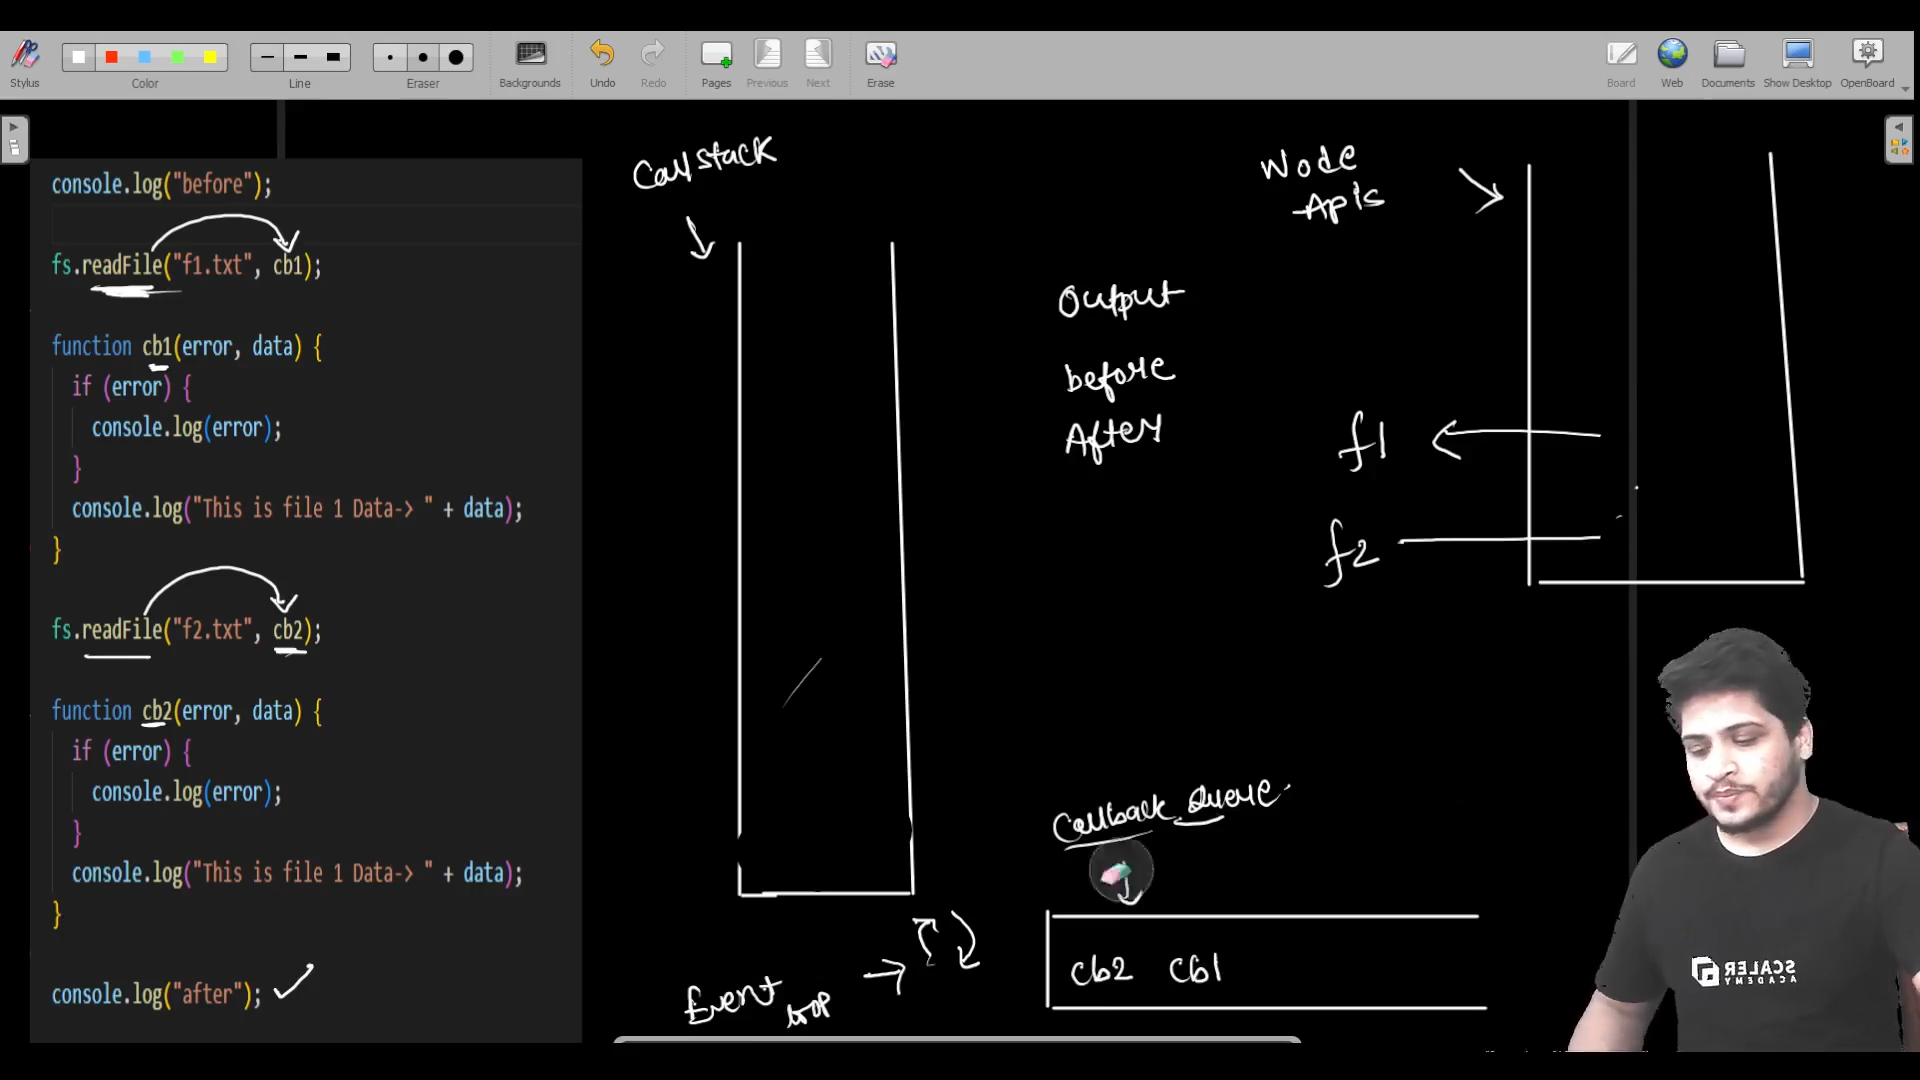 Stylus
Color
Line
Eraser
Backgrounds
Undo
Redo
Pages
Previous
Next
Erase
Board
Web
Documents
Show Desktop
OpenBoard
console.log("before");
fs.readFile("f1.txt", cb1);
function cb1(error, data) {
if (error) {
console.log(error);
}
console.log("This is file 1 Data-> " + data);
}
fs.readFile("f2.txt", cb2);
function cb2(error, data) {
if (error) {
console.log(error);
}
console.log("This is file 1 Data-> " + data);
}
console.log("after");
Callstack
Node
Apis
Output
before
After
f1
f2
Callback Queue
cb2 cb1
Event
loop
SCALER
ACADEMY